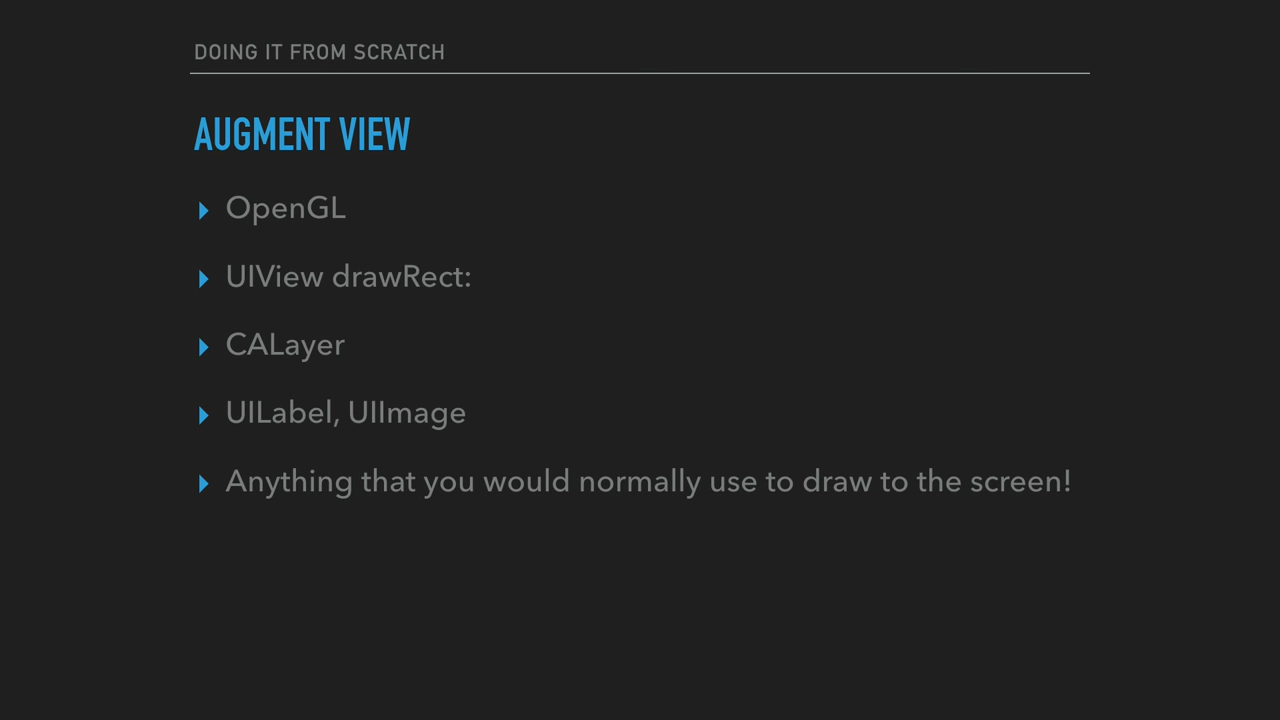 DOING IT FROM SCRATCH
AUGMENT VIEW
OpenGL
UIView drawRect:
CALayer
UILabel, UIImage
Anything that you would normally use to draw to the screen!